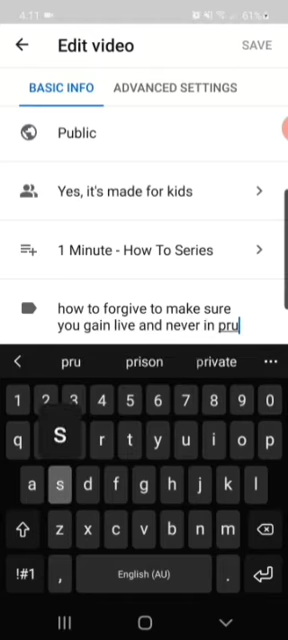 4.11 61%
Edit video SAVE
BASIC INFO ADVANCED SETTINGS
Public
Yes, it's made for kids
1 Minute - How To Series
how to forgive to make sure
you gain live and never in pru
pru prison private ...
1 2 3 4 5 6 7 8 9 0
q S r t y u i o p
a s d f g h j k l
z x c v b n m
!#1 , English (AU) .